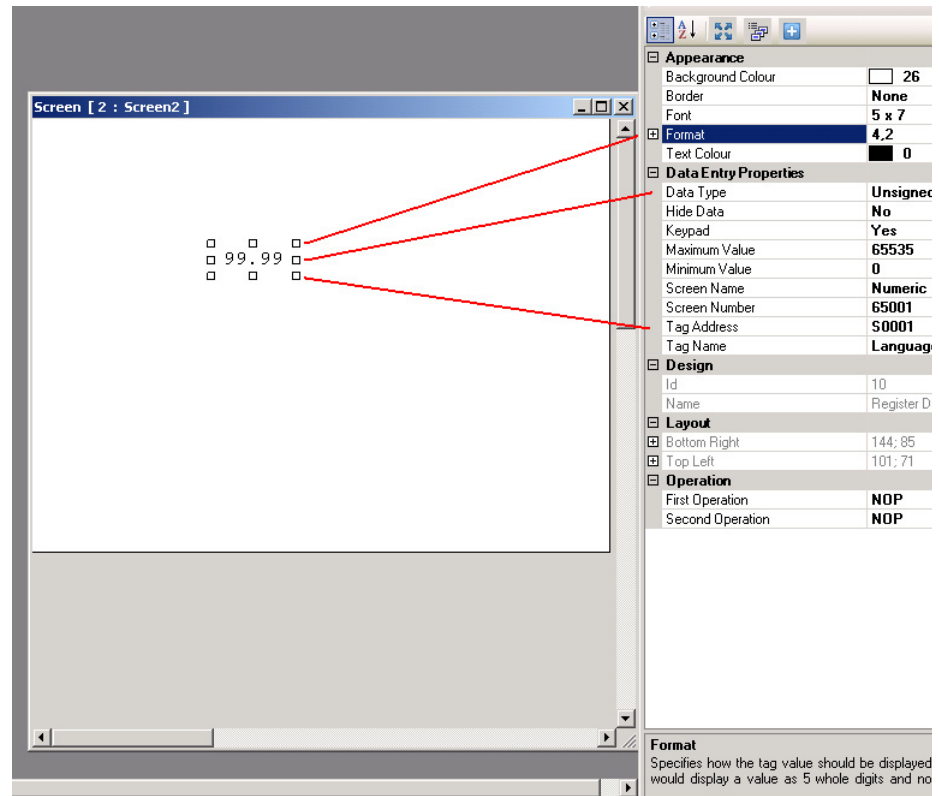 Screen [ 2 : Screen2 ]
99.99
Appearance
Background Colour 26
Border None
Font 5 x 7
Format 4,2
Text Colour 0
Data Entry Properties
Data Type Unsigned
Hide Data No
Keypad Yes
Maximum Value 65535
Minimum Value 0
Screen Name Numeric
Screen Number 65001
Tag Address S0001
Tag Name Language
Design
Id 10
Name Register D
Layout
Bottom Right 144; 85
Top Left 101; 71
Operation
First Operation NOP
Second Operation NOP
Format
Specifies how the tag value should be displayed
would display a value as 5 whole digits and no